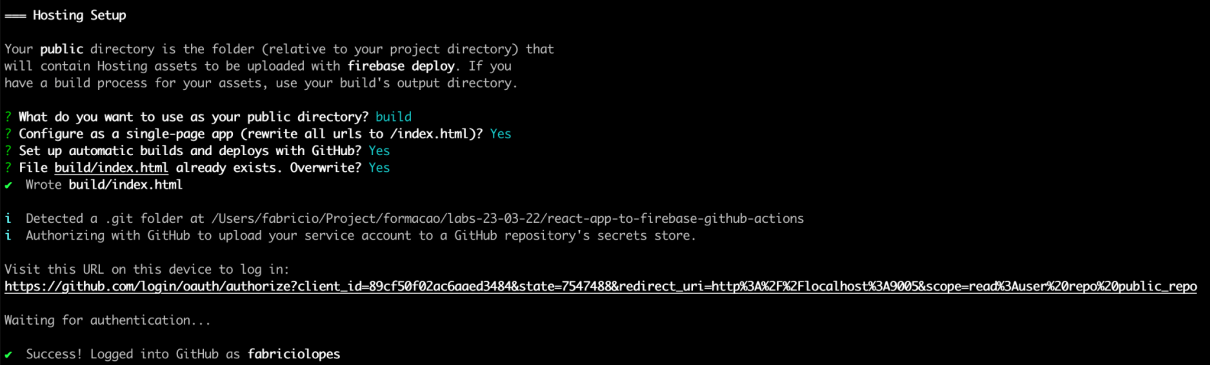 === Hosting Setup
Your public directory is the folder (relative to your project directory) that
will contain Hosting assets to be uploaded with firebase deploy. If you
have a build process for your assets, use your build's output directory.
? What do you want to use as your public directory? build
? Configure as a single-page app (rewrite all urls to /index.html)? Yes
? Set up automatic builds and deploys with GitHub? Yes
? File build/index.html already exists. Overwrite? Yes
✔ Wrote build/index.html
i Detected a .git folder at /Users/fabricio/Project/formacao/labs-23-03-22/react-app-to-firebase-github-actions
i Authorizing with GitHub to upload your service account to a GitHub repository's secrets store.
Visit this URL on this device to log in:
https://github.com/login/oauth/authorize?client_id=89cf50f02ac6aaed3484&state=7547488&redirect_uri=http%3A%2F%2Flocalhost%3A9005&scope=read%3Auser%20repo%20public_repo
Waiting for authentication...
✔ Success! Logged into GitHub as fabriciolopes